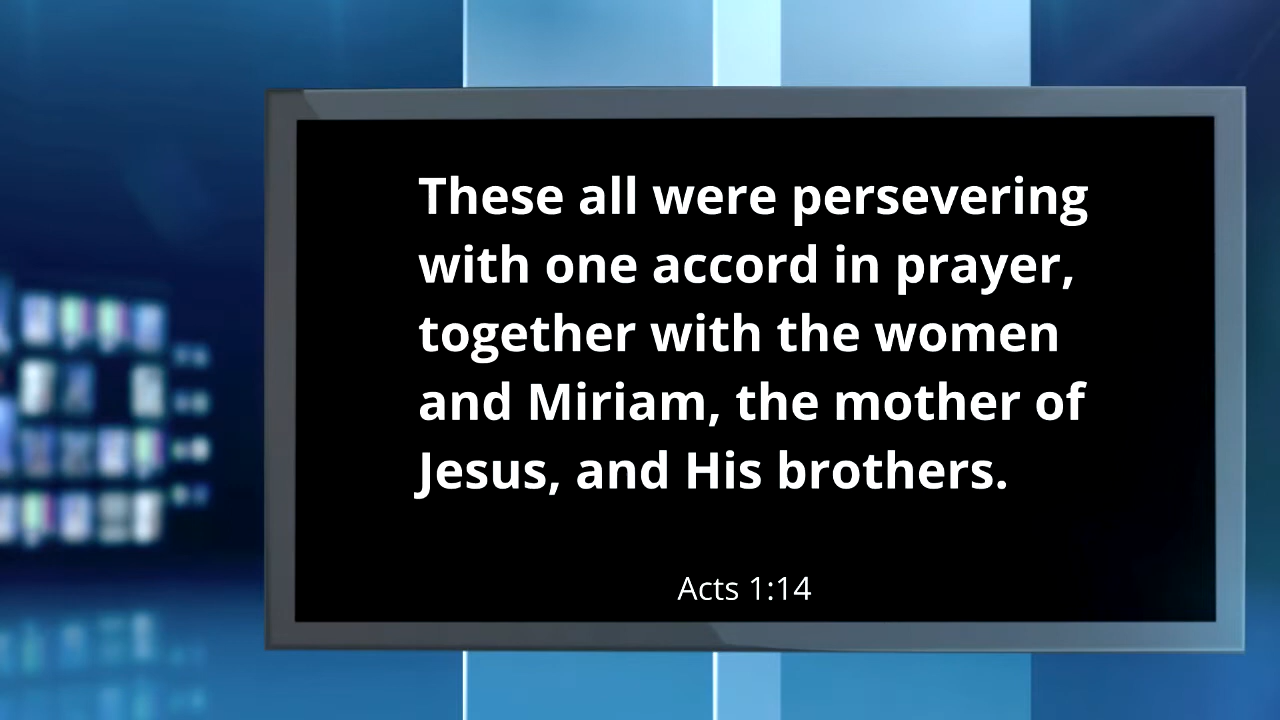 These all were persevering
with one accord in prayer,
together with the women
and Miriam, the mother of
Jesus, and His brothers.
Acts 1:14